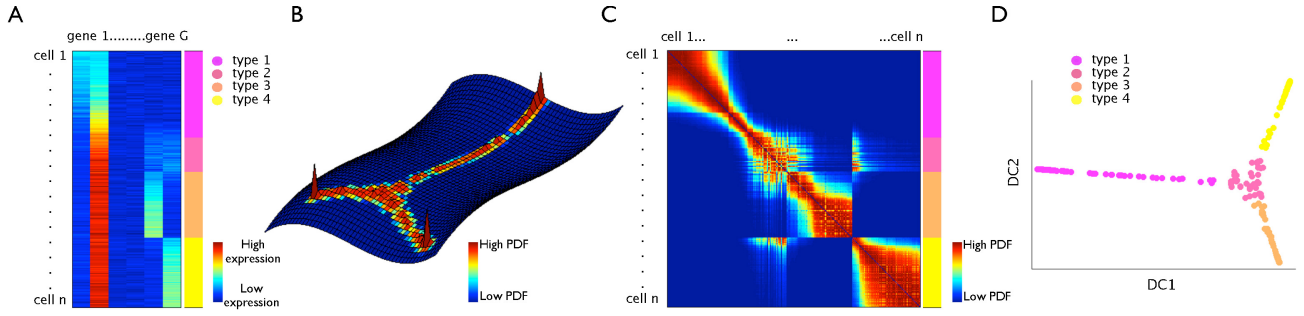 A
gene 1.........gene G
cell 1
cell n
type 1
type 2
type 3
type 4
High
expression
Low
expression
B
High PDF
Low PDF
C
cell 1...
...
...cell n
cell 1
cell n
High PDF
Low PDF
D
type 1
type 2
type 3
type 4
DC2
DC1